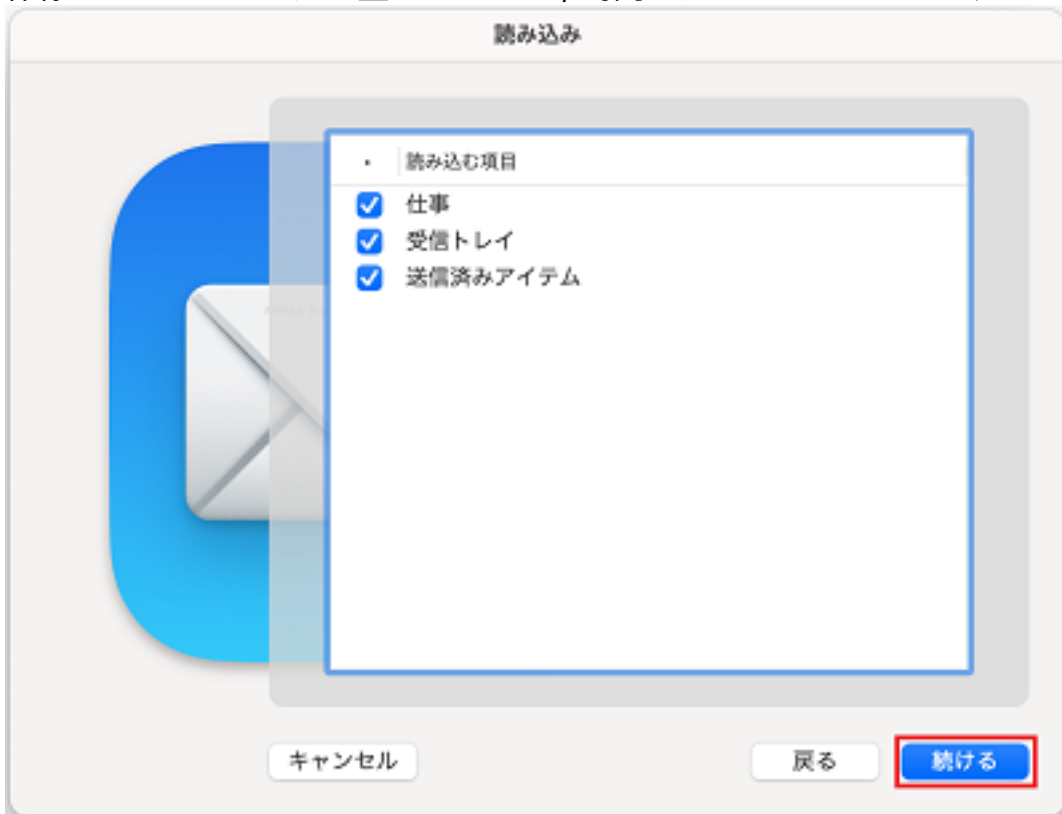 読み込み
読み込む項目
仕事
受信トレイ
送信済みアイテム
キャンセル
戻る
続ける